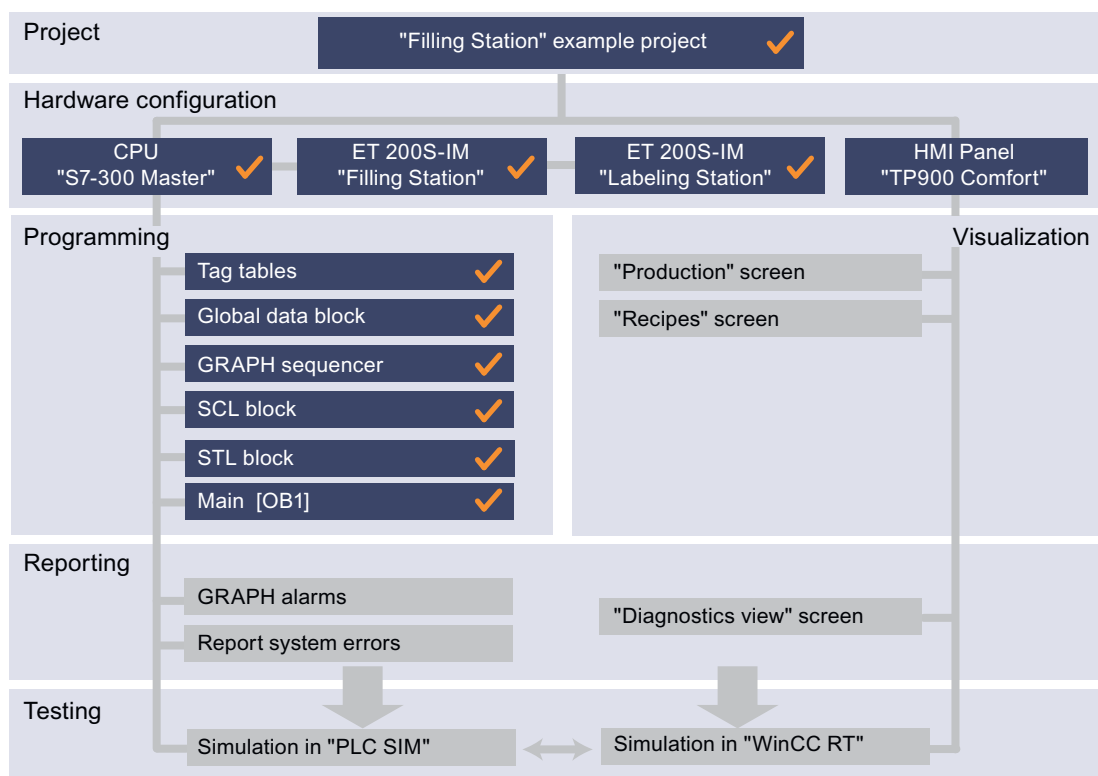 Project
"Filling Station" example project
Hardware configuration
CPU
"S7-300 Master"
ET 200S-IM
"Filling Station"
ET 200S-IM
"Labeling Station"
HMI Panel
"TP900 Comfort"
Programming
Tag tables
Global data block
GRAPH sequencer
SCL block
STL block
Main [OB1]
Visualization
"Production" screen
"Recipes" screen
Reporting
GRAPH alarms
Report system errors
"Diagnostics view" screen
Testing
Simulation in "PLC SIM"
Simulation in "WinCC RT"